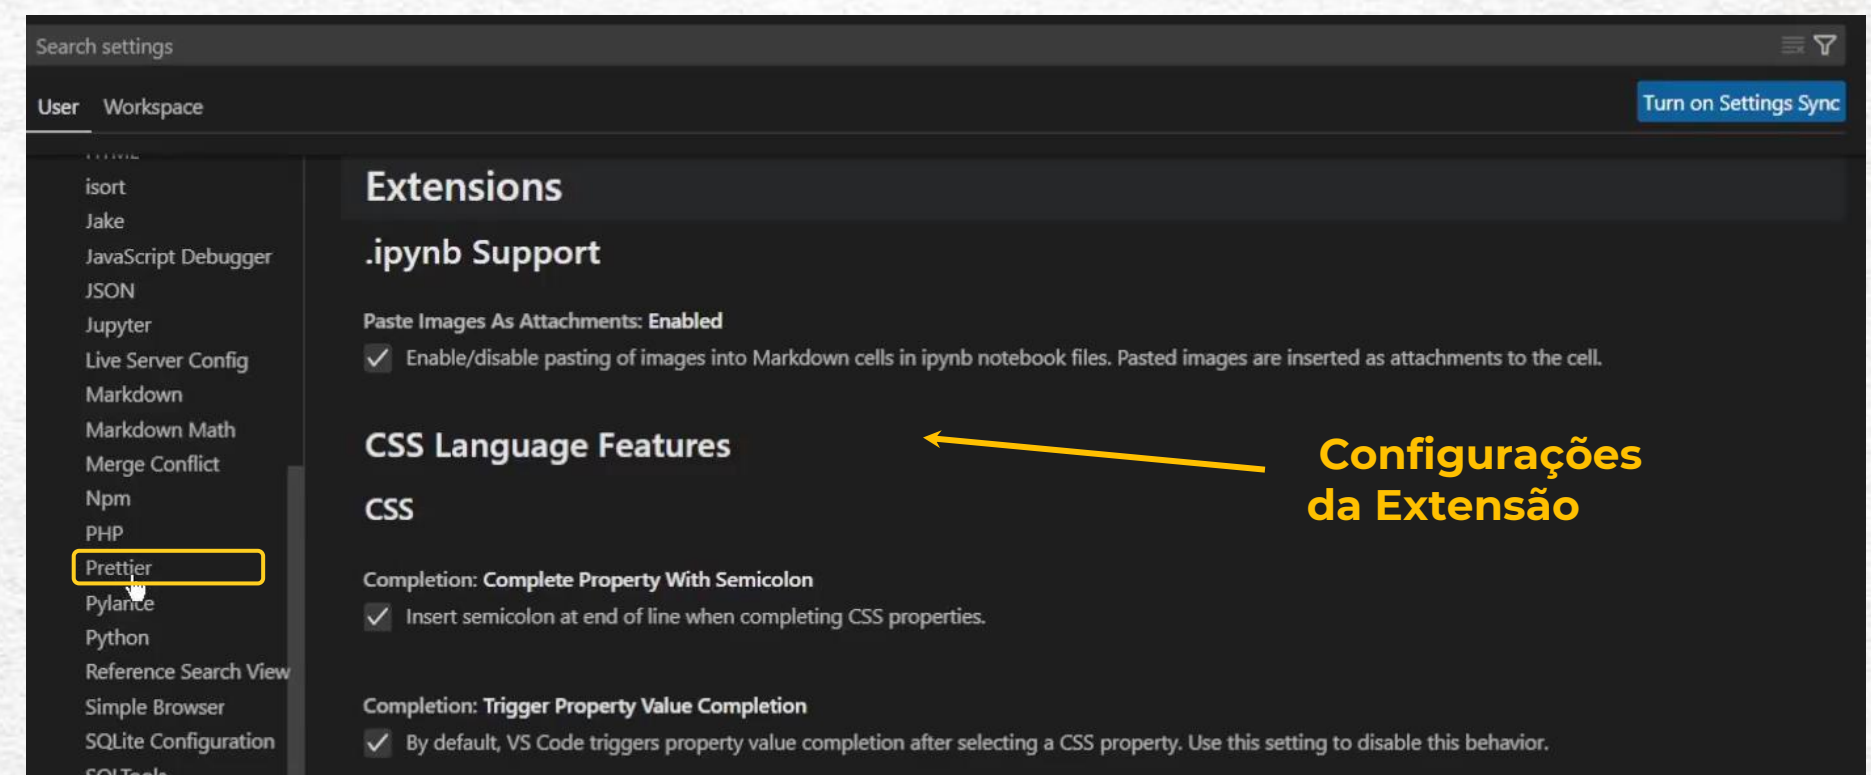 Search settings
User Workspace
Turn on Settings Sync
HTML
isort
Jake
JavaScript Debugger
JSON
Jupyter
Live Server Config
Markdown
Markdown Math
Merge Conflict
Npm
PHP
Prettier
Pylance
Python
Reference Search View
Simple Browser
SQLite Configuration
SQLTools
Extensions
.ipynb Support
Paste Images As Attachments: Enabled
Enable/disable pasting of images into Markdown cells in ipynb notebook files. Pasted images are inserted as attachments to the cell.
CSS Language Features
CSS
Completion: Complete Property With Semicolon
Insert semicolon at end of line when completing CSS properties.
Completion: Trigger Property Value Completion
By default, VS Code triggers property value completion after selecting a CSS property. Use this setting to disable this behavior.
Configurações
da Extensão